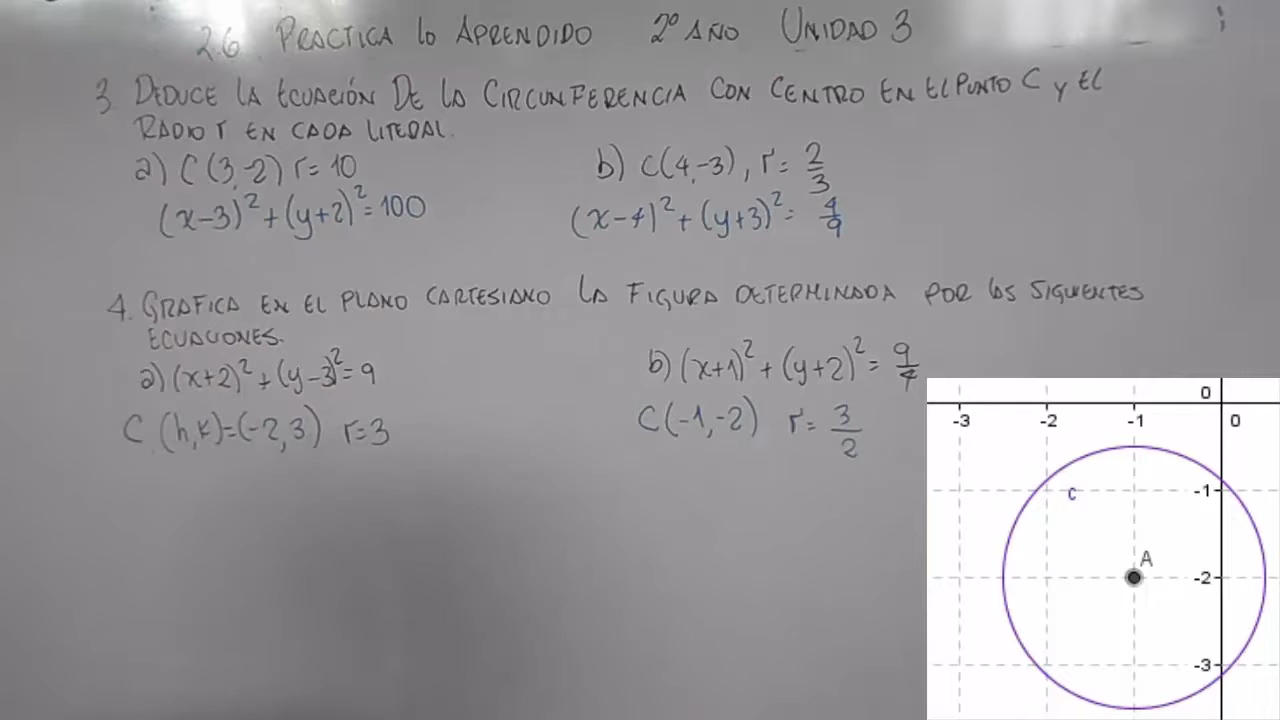 2.6 PRACTICA lo APRENDIDO 2º AÑO UNIDAD 3
3. DEDUCE LA ECUACIÓN DE LA CIRCUNFERENCIA CON CENTRO EN EL PUNTO C y EL
RADIO r EN CADA LITERAL.
a) C(3,-2) r=10
b) C(4,-3), r= 2/3
(x-3)²+(y+2)²=100
(x-4)²+(y+3)²= 4/9
4. GRAFICA EN EL PLANO CARTESIANO LA FIGURA DETERMINADA POR las SIGUIENTES
ECUACIONES.
a) (x+2)²+(y-3)²=9
b) (x+1)²+(y+2)²= 9/4
C (h,k)=(-2,3) r=3
C(-1,-2) r= 3/2
0
-3 -2 -1 0
c -1
A
-2
-3